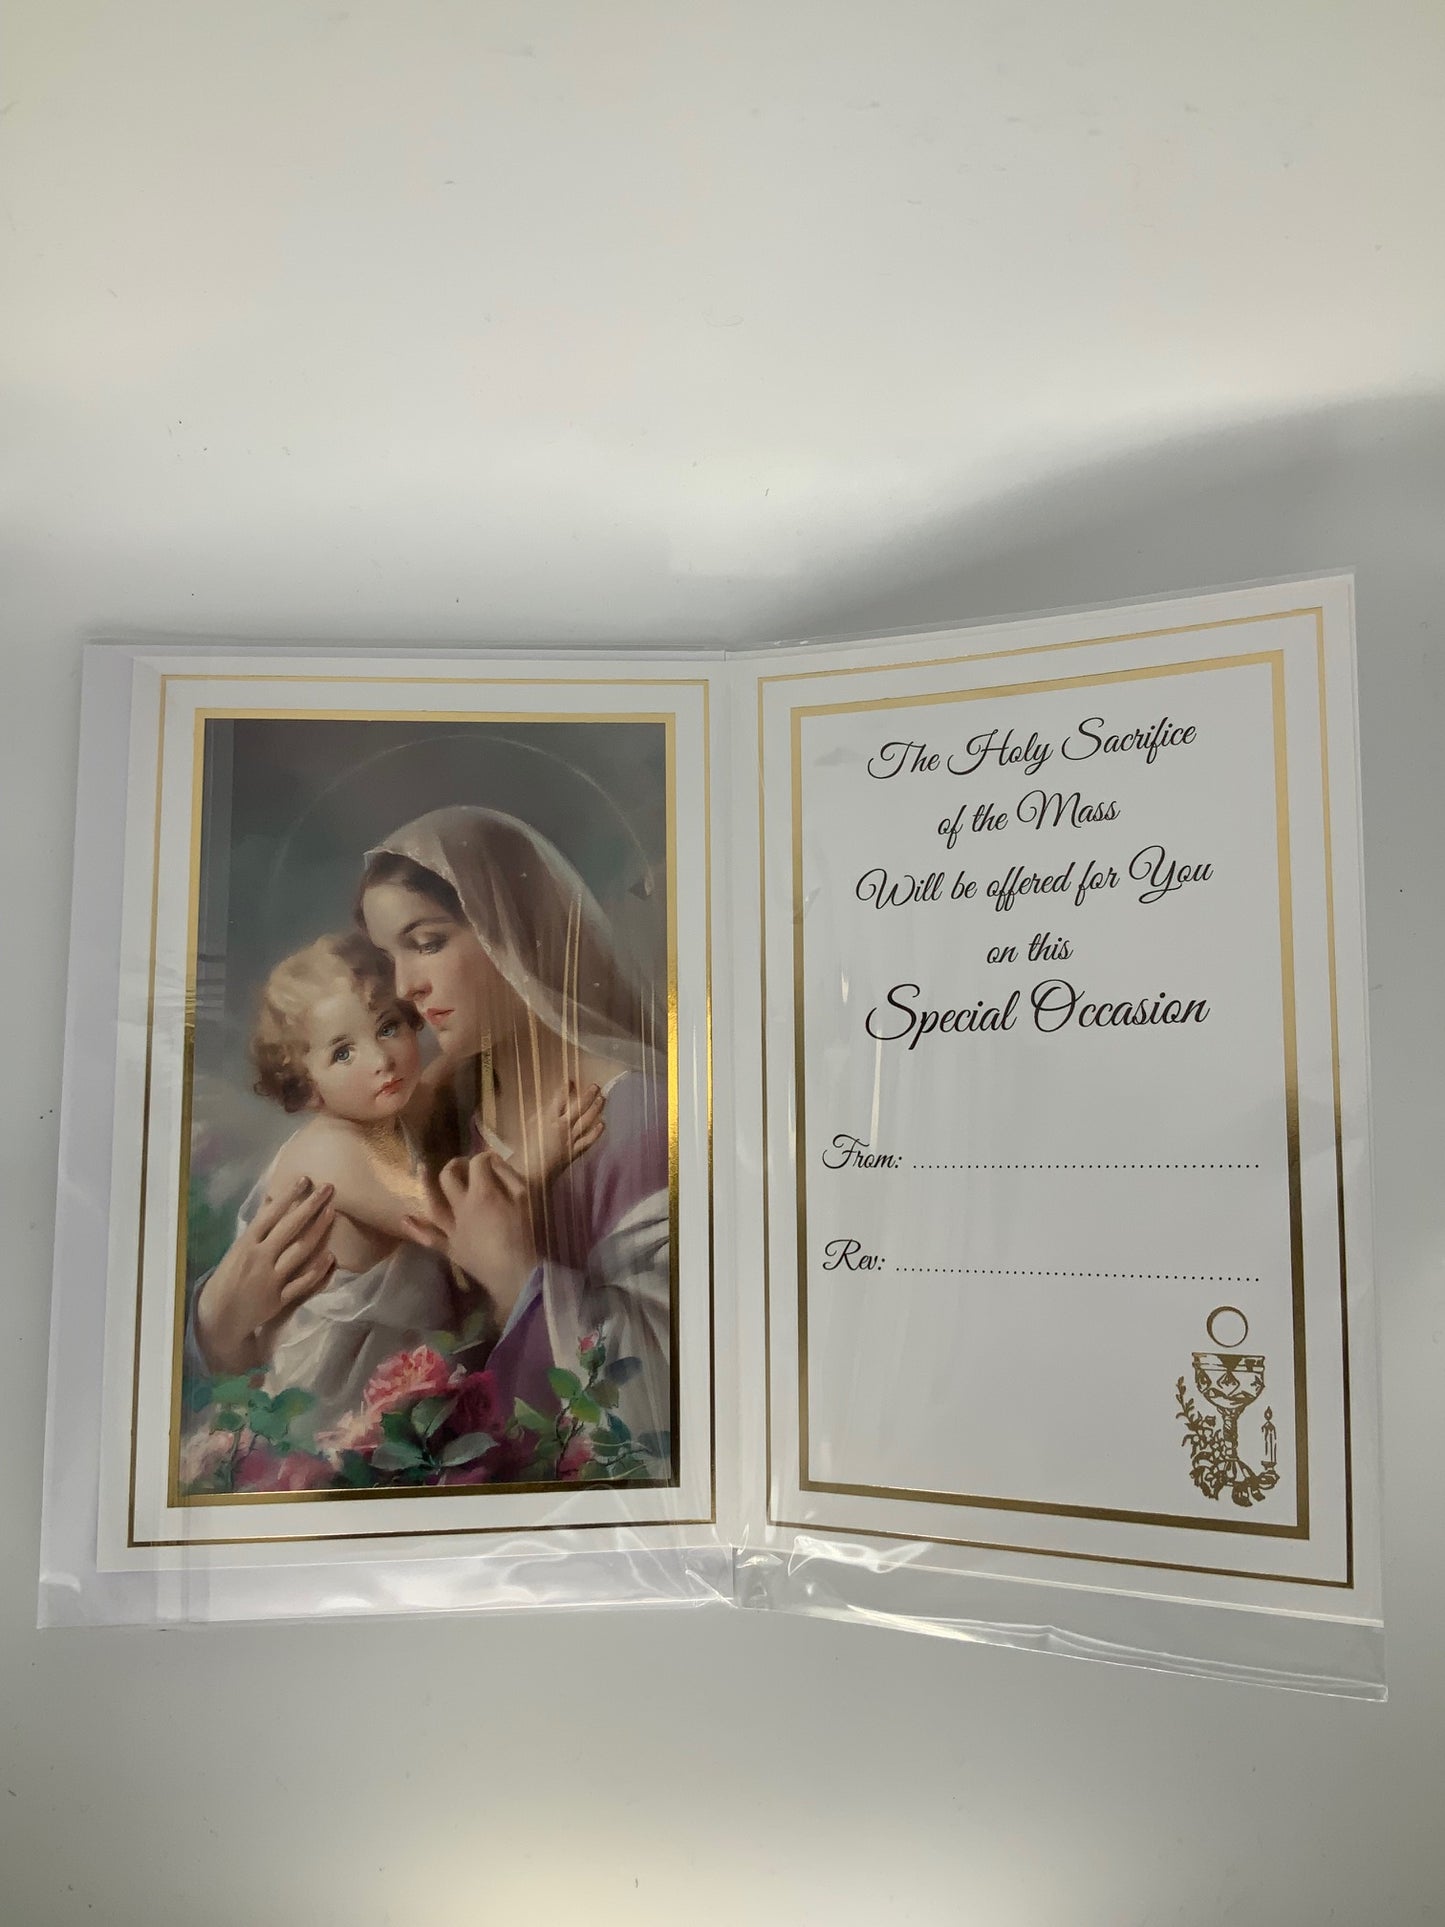 The Holy Sacrifice
of the Mass
Will be offered for You
on this
Special Occasion
From: ............................................
Rev: ..............................................